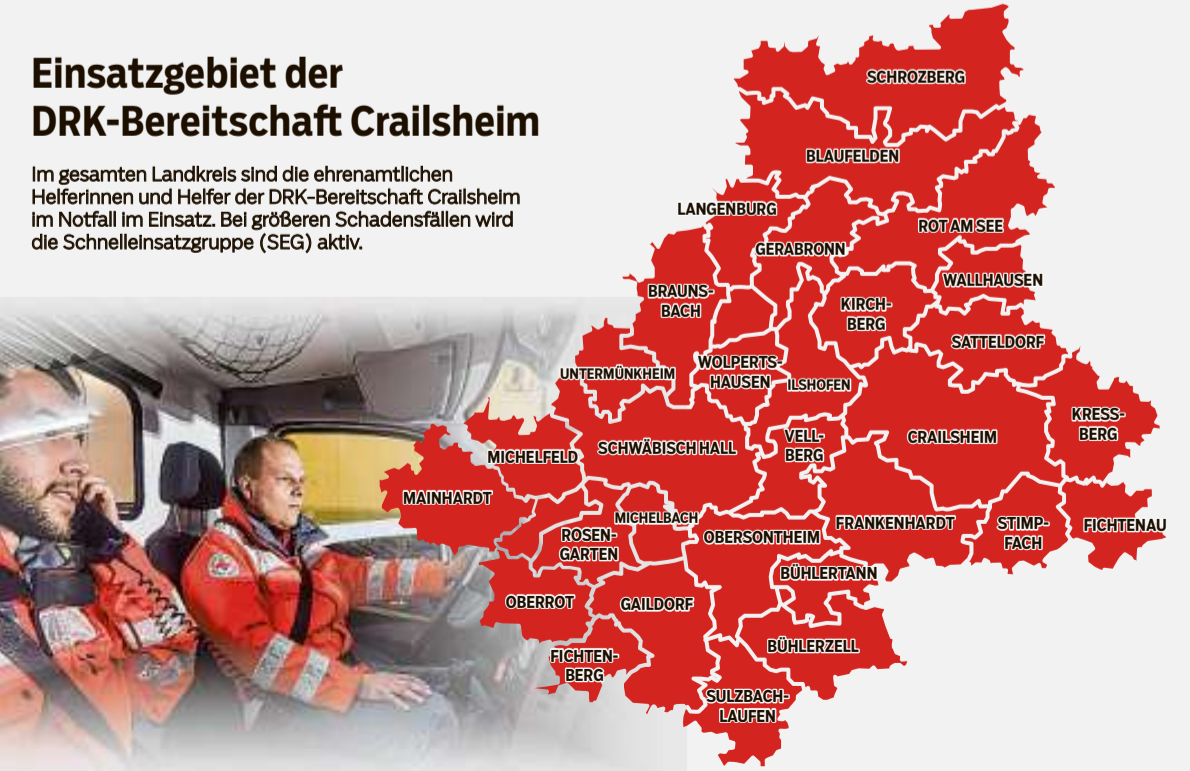 Einsatzgebiet der
DRK-Bereitschaft Crailsheim
Im gesamten Landkreis sind die ehrenamtlichen
Helferinnen und Helfer der DRK-Bereitschaft Crailsheim
im Notfall im Einsatz. Bei größeren Schadensfällen wird
die Schnelleinsatzgruppe (SEG) aktiv.
SCHROZBERG
BLAUFELDEN
LANGENBURG
ROT AM SEE
GERABRONN
WALLHAUSEN
BRAUNS-
BACH
KIRCH-
BERG
SATTELDORF
UNTERMÜNKHEIM
WOLPERTS-
HAUSEN
ILSHOFEN
KRESS-
BERG
SCHWÄBISCH HALL
VELL-
BERG
CRAILSHEIM
MICHELFELD
MAINHARDT
MICHELBACH
ROSEN-
GARTEN
OBERSONTHEIM
FRANKENHARDT
STIMP-
FACH
FICHTENAU
BÜHLERTANN
OBERROT
GAILDORF
BÜHLERZELL
FICHTEN-
BERG
SULZBACH-
LAUFEN